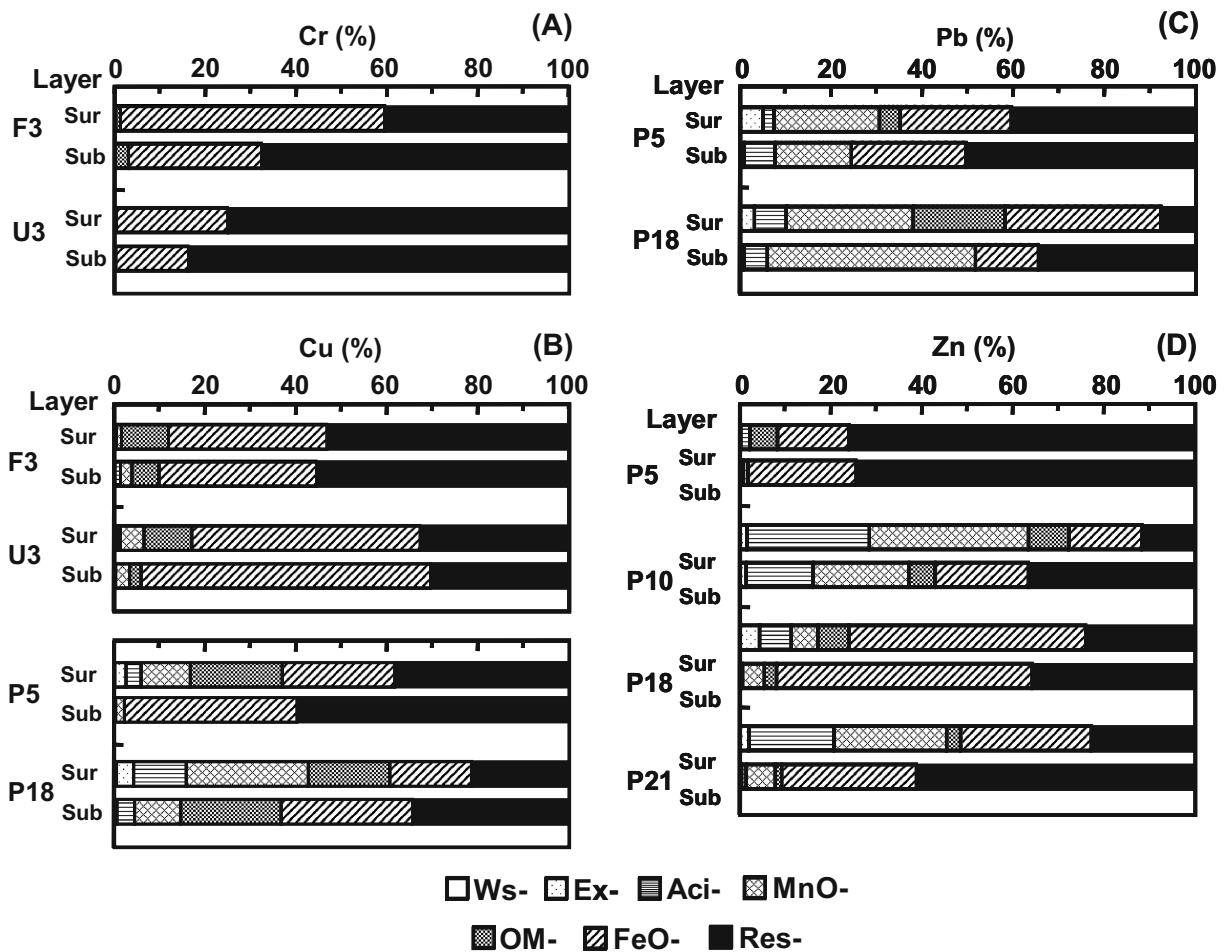 Cr (%) (A)
0 20 40 60 80 100
Layer
F3 Sur
Sub
U3 Sur
Sub
Cu (%) (B)
0 20 40 60 80 100
Layer
F3 Sur
Sub
U3 Sur
Sub
P5 Sur
Sub
P18 Sur
Sub
Pb (%) (C)
0 20 40 60 80 100
Layer
P5 Sur
Sub
P18 Sur
Sub
Zn (%) (D)
0 20 40 60 80 100
Layer
P5 Sur
Sub
P10 Sur
Sub
P18 Sur
Sub
P21 Sur
Sub
Ws- Ex- Aci- MnO-
OM- FeO- Res-